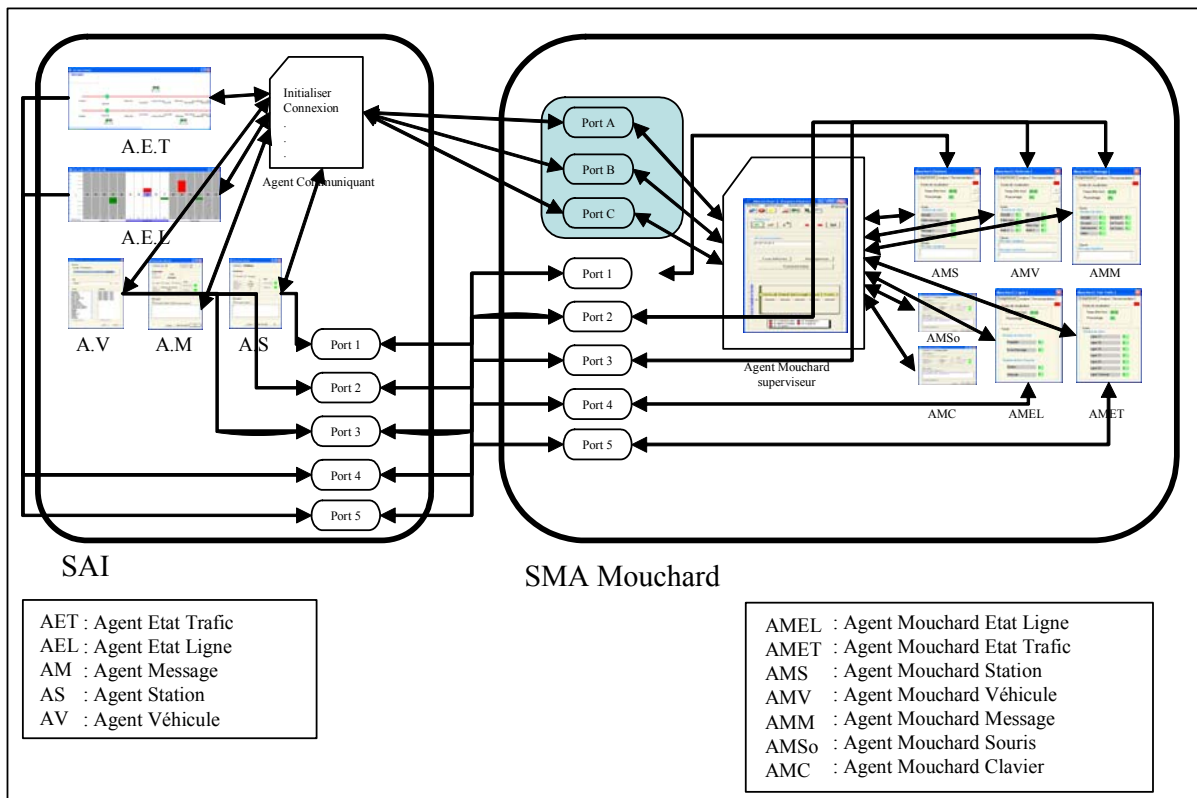 Initialiser
Connexion
.
.
.
Agent Communiquant
A.E.T
A.E.L
A.V
A.M
A.S
Port 1
Port 2
Port 3
Port 4
Port 5
SAI
Port A
Port B
Port C
Port 1
Port 2
Port 3
Port 4
Port 5
Agent Mouchard
superviseur
AMS
AMV
AMM
AMSo
AMC
AMEL
AMET
SMA Mouchard
AET : Agent Etat Trafic
AEL : Agent Etat Ligne
AM : Agent Message
AS : Agent Station
AV : Agent Véhicule
AMEL : Agent Mouchard Etat Ligne
AMET : Agent Mouchard Etat Trafic
AMS : Agent Mouchard Station
AMV : Agent Mouchard Véhicule
AMM : Agent Mouchard Message
AMSo : Agent Mouchard Souris
AMC : Agent Mouchard Clavier